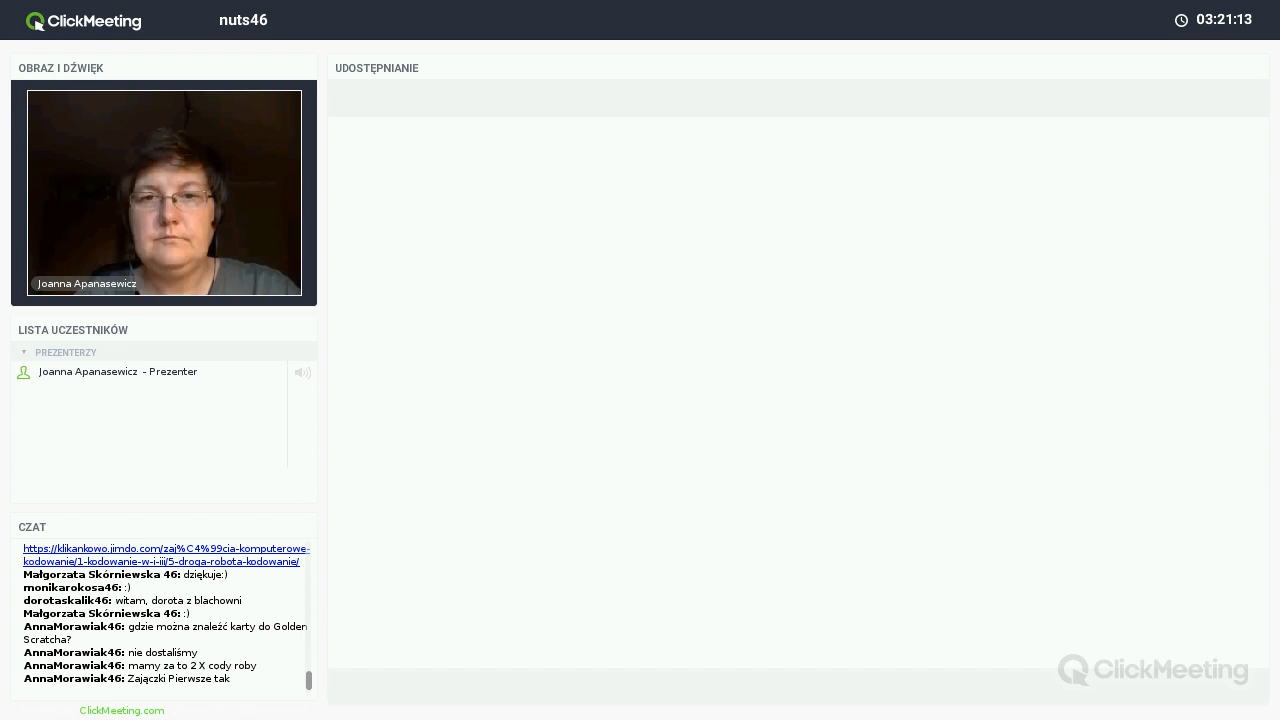 ClickMeeting
nuts46
03:21:13
OBRAZ I DŹWIĘK
UDOSTĘPNIANIE
Joanna Apanasewicz
LISTA UCZESTNIKÓW
PREZENTERZY
Joanna Apanasewicz - Prezenter
CZAT
https://klikankowo.jimdo.com/zaj%C4%99cia-komputerowe-
kodowanie/1-kodowanie-w-i-iii/5-droga-robota-kodowanie/
Małgorzata Skórniewska 46: dziękuje:)
monikarokosa46: :)
dorotaskalik46: witam, dorota z blachowni
Małgorzata Skórniewska 46: :)
AnnaMorawiak46: gdzie można znaleźć karty do Golden
Scratcha?
AnnaMorawiak46: nie dostaliśmy
AnnaMorawiak46: mamy za to 2 X cody roby
AnnaMorawiak46: Zajączki Pierwsze tak
ClickMeeting
ClickMeeting.com